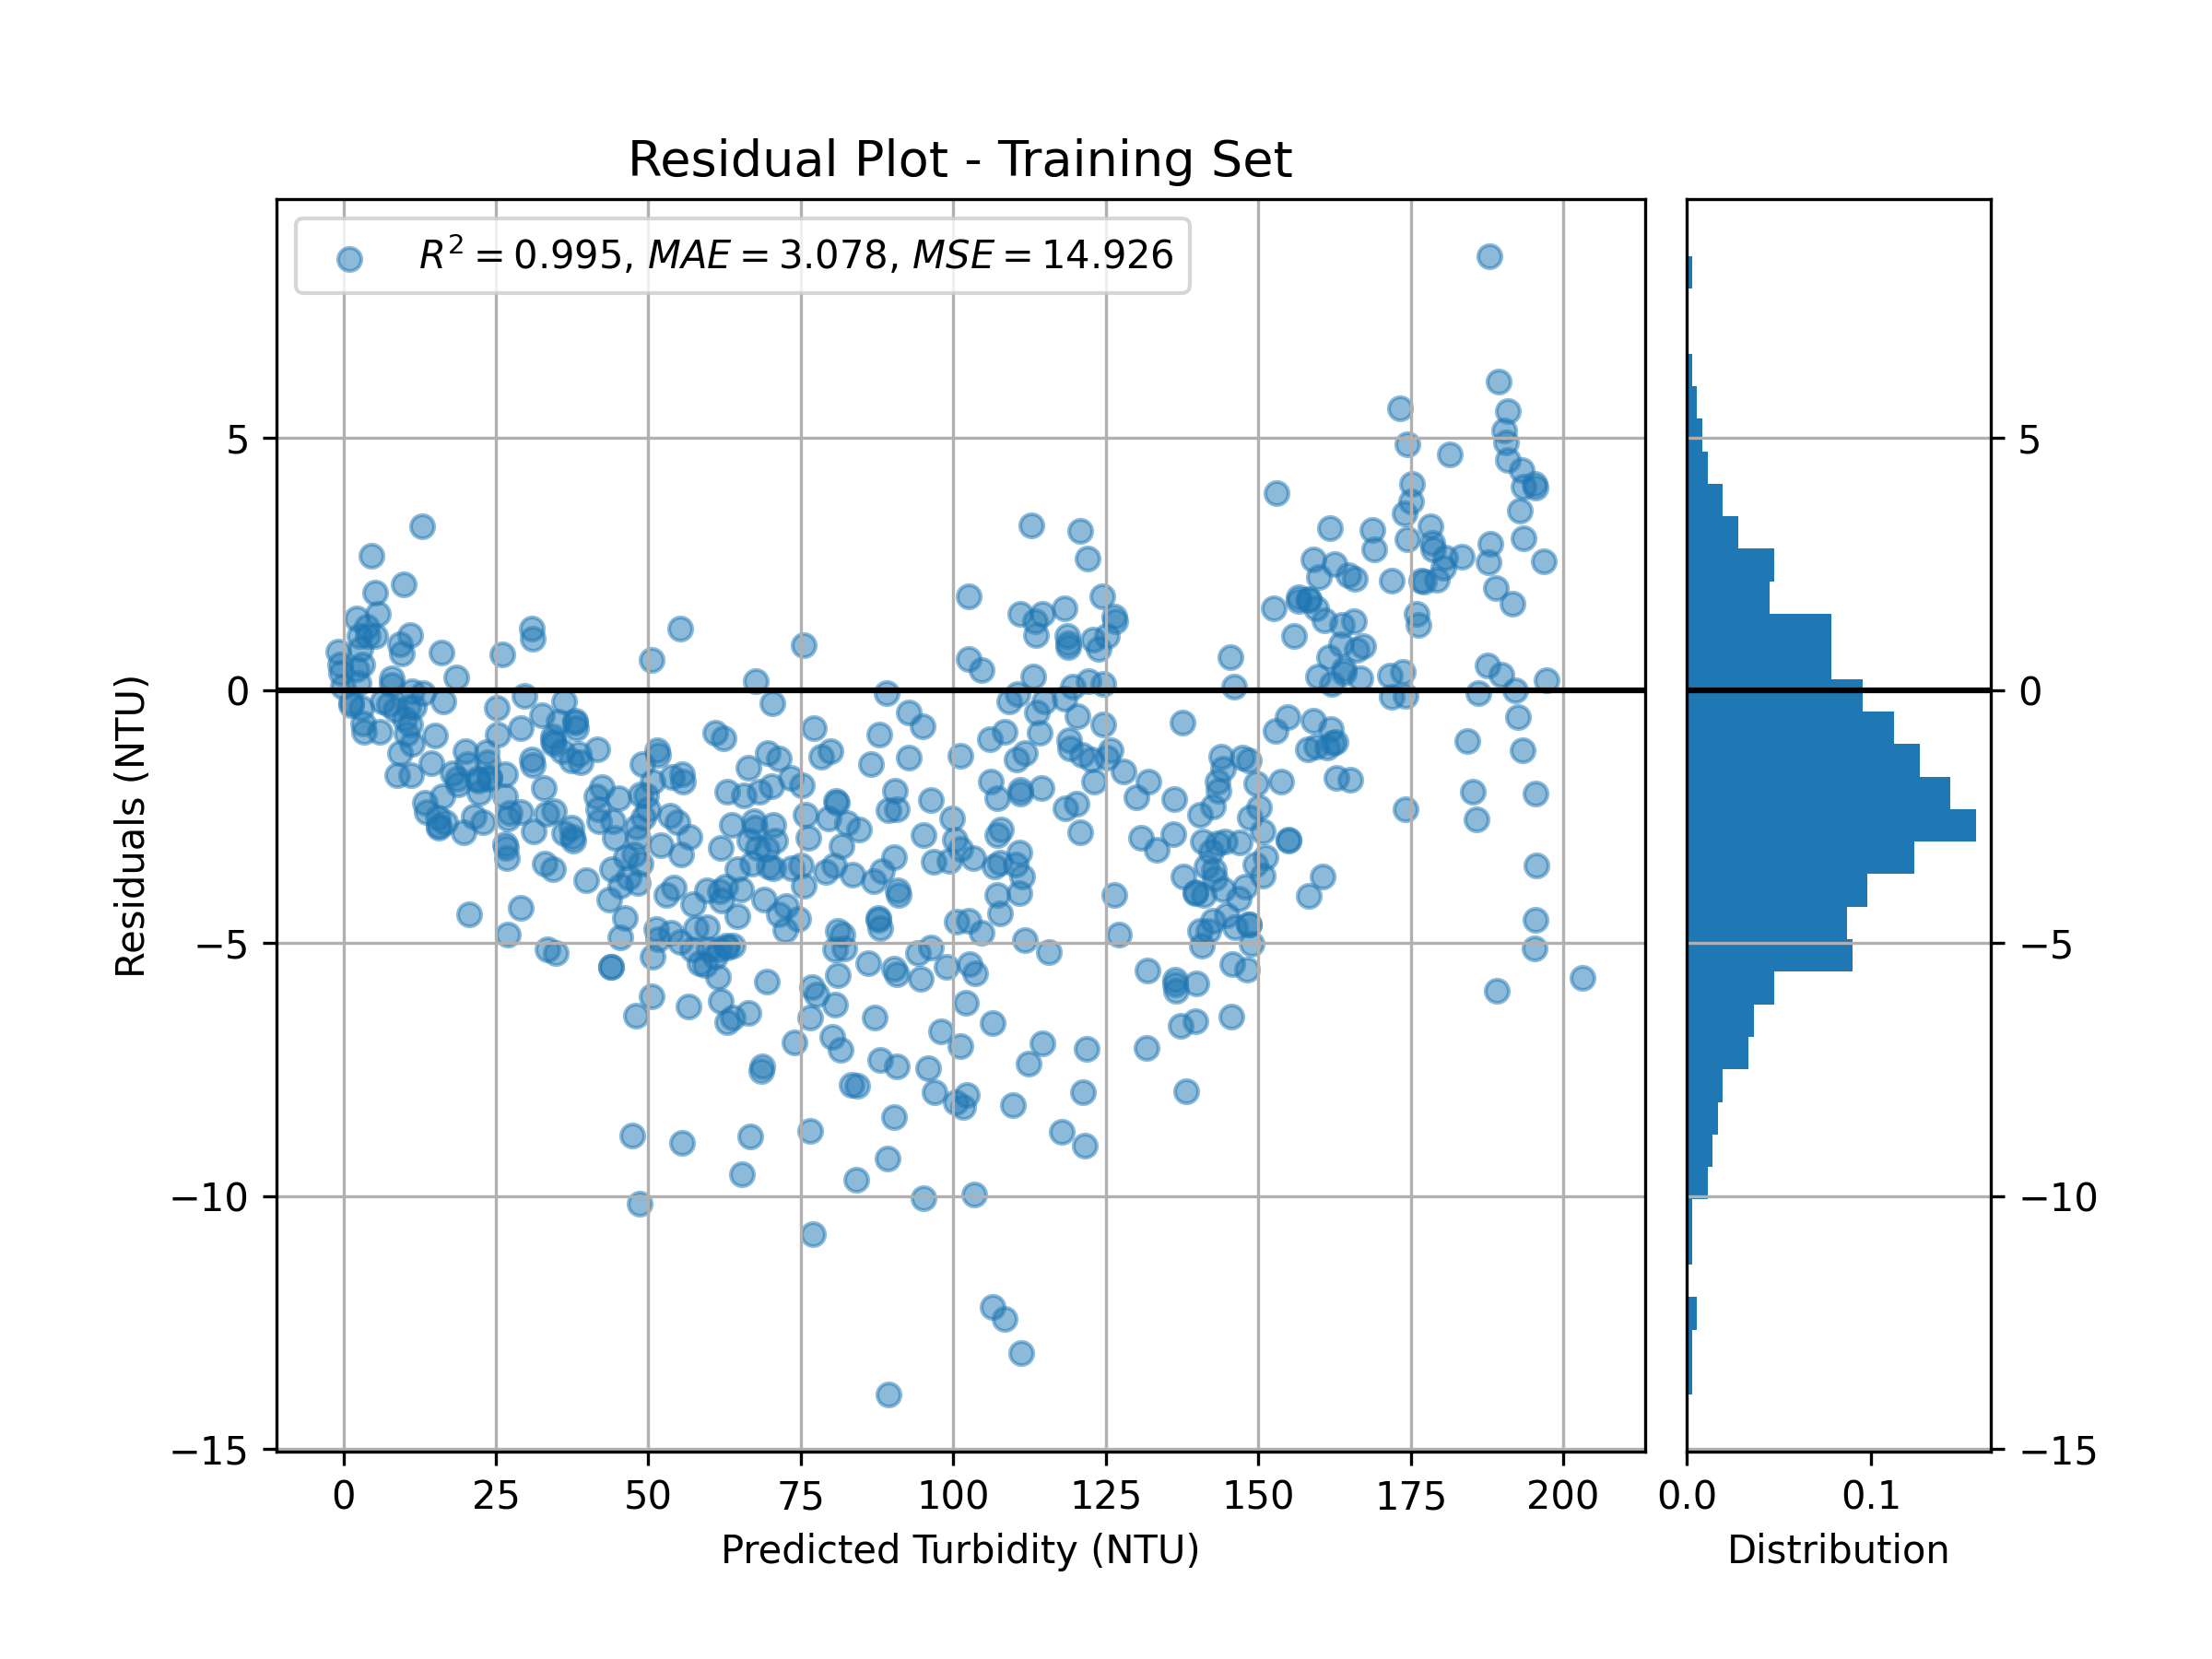 Residual Plot - Training Set
R² = 0.995, MAE = 3.078, MSE = 14.926
Residuals (NTU)
5
0
−5
−10
−15
0 25 50 75 100 125 150 175 200
Predicted Turbidity (NTU)
5
0
−5
−10
−15
0.0 0.1
Distribution